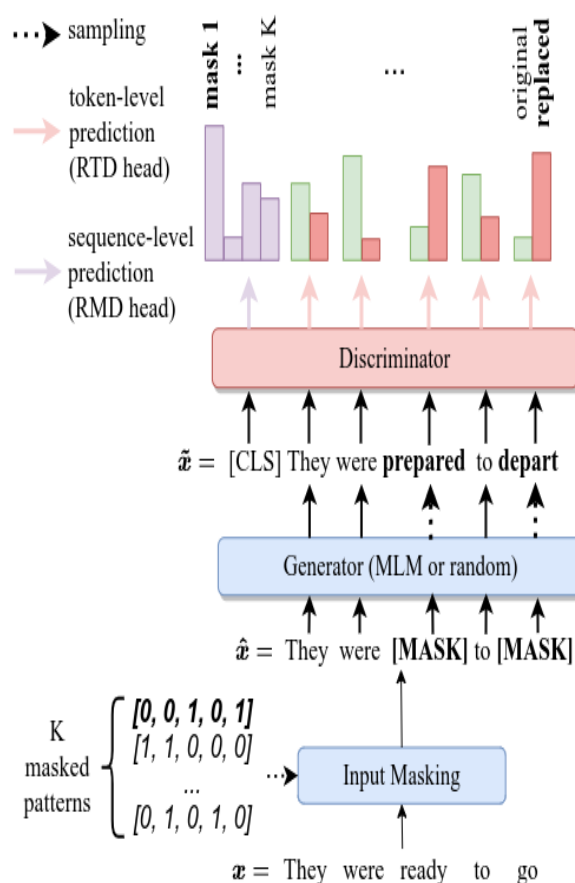 sampling
token-level
prediction
(RTD head)
sequence-level
prediction
(RMD head)
mask 1
...
mask K
...
original
replaced
Discriminator
x̃ = [CLS] They were prepared to depart
Generator (MLM or random)
x̂ = They were [MASK] to [MASK]
K
masked
patterns
[0, 0, 1, 0, 1]
[1, 1, 0, 0, 0]
...
[0, 1, 0, 1, 0]
Input Masking
x = They were ready to go